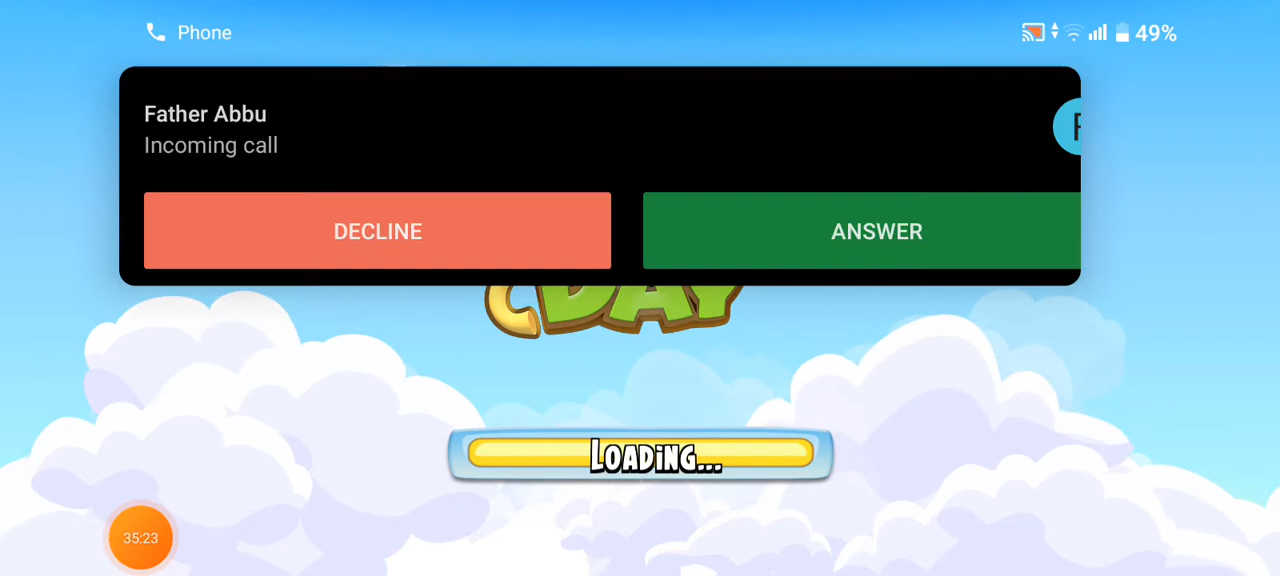 Phone
49%
Father Abbu
Incoming call
F
DECLINE
ANSWER
DAY
LOADING...
35:23